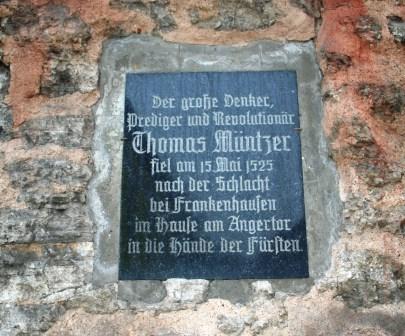 Der große Denker,
Prediger und Revolutionär
Thomas Müntzer
fiel am 15. Mai 1525
nach der Schlacht
bei Frankenhausen
im Hause am Angertor
in die Hände der Fürsten.